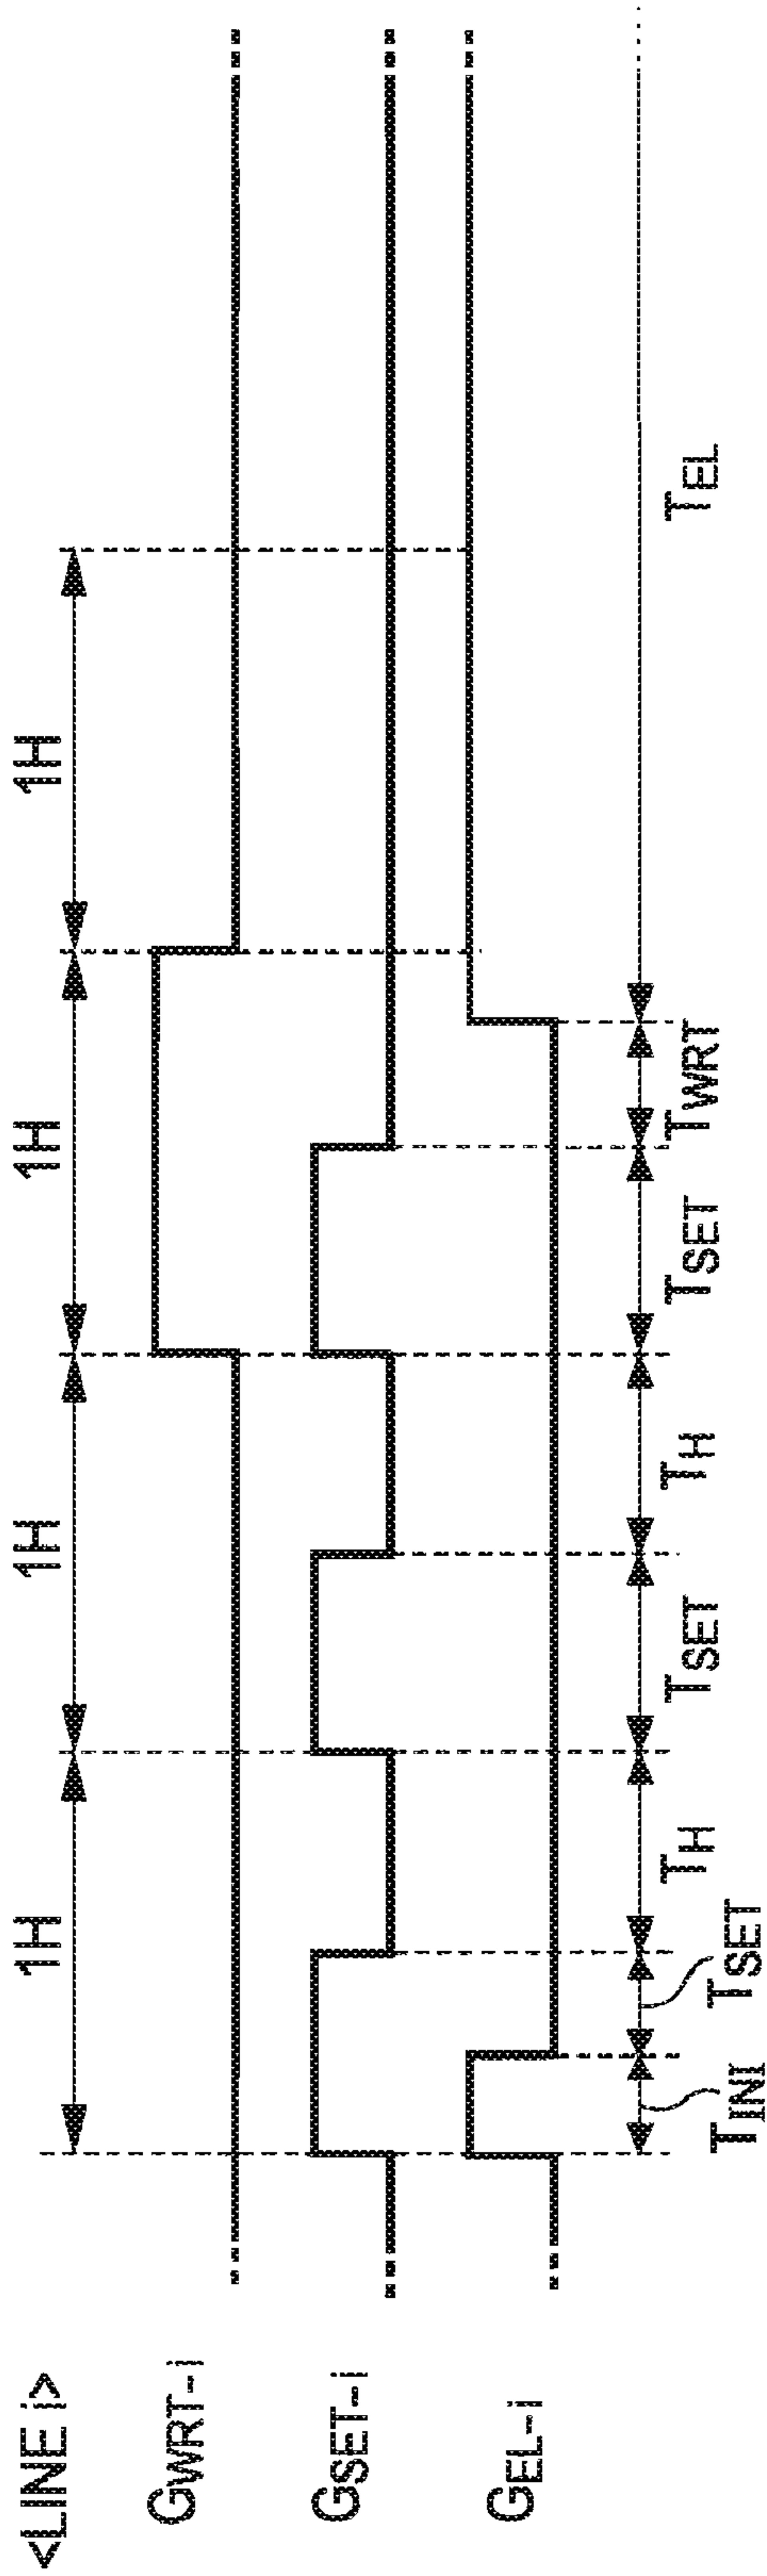 <LINE i>
1H 1H 1H 1H
GWRT-i
GSET-i
GEL-i
TINI TSET TH TSET TH TSET TWRT TEL